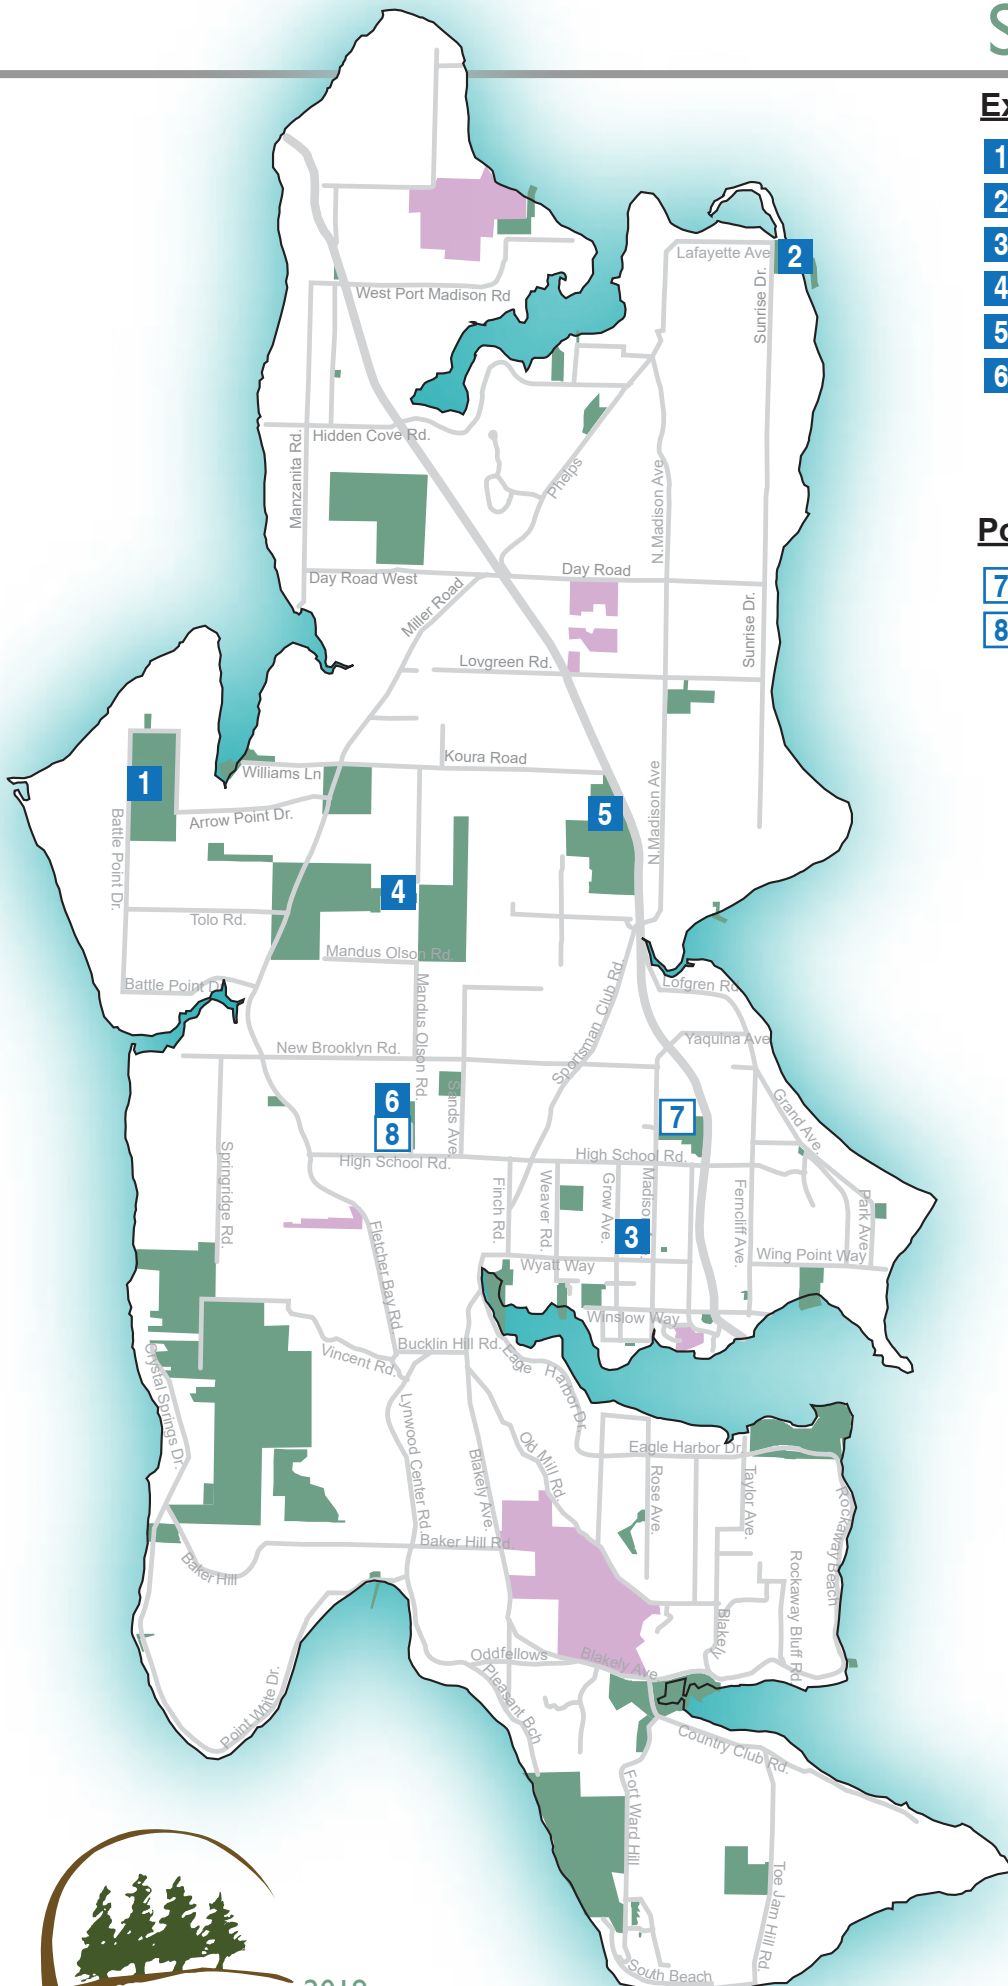 S
Ex
1
2
3
4
5
6
Po
7
8
Lafayette Ave
2
Sunrise Dr.
West Port Madison Rd
Hidden Cove Rd.
Manzanita Rd.
Phelps
N.Madison Ave
Day Road West
Day Road
Miller Road
Sunrise Dr.
Lovgreen Rd.
Koura Road
Williams Ln
1
Arrow Point Dr.
5
N.Madison Ave
Battle Point Dr.
4
Tolo Rd.
Mandus Olson Rd.
Battle Point D
Mandus Olson Rd.
Lofgren Rd
Sportsman Club Rd.
Yaquina Ave
New Brooklyn Rd.
Sands Ave
6
8
7
Grand Ave.
High School Rd.
High School Rd.
Springridge Rd.
Finch Rd.
Weaver Rd.
Grow Ave.
Madiso
Ferncliff Ave.
Park Ave
3
Fletcher Bay Rd.
Wyatt Way
Wing Point Way
Winslow Way
Bucklin Hill Rd.
Vincent Rd.
Eage Harbor Dr.
Crystal Springs Dr.
Lynwood Center Rd.
Blakely Ave.
Old Mill Rd
Eagle Harbor Dr.
Rose Ave.
Taylor Ave.
Rockaway Beach
Baker Hill Rd.
Baker Hill
Rockaway Bluff Rd
Blakely
Oddfellows
Blakely Ave
Pleasant Bch
Point White Dr.
Country Club Rd.
Fort Ward Hill
Toe Jam Hill Rd.
South Beach
2019